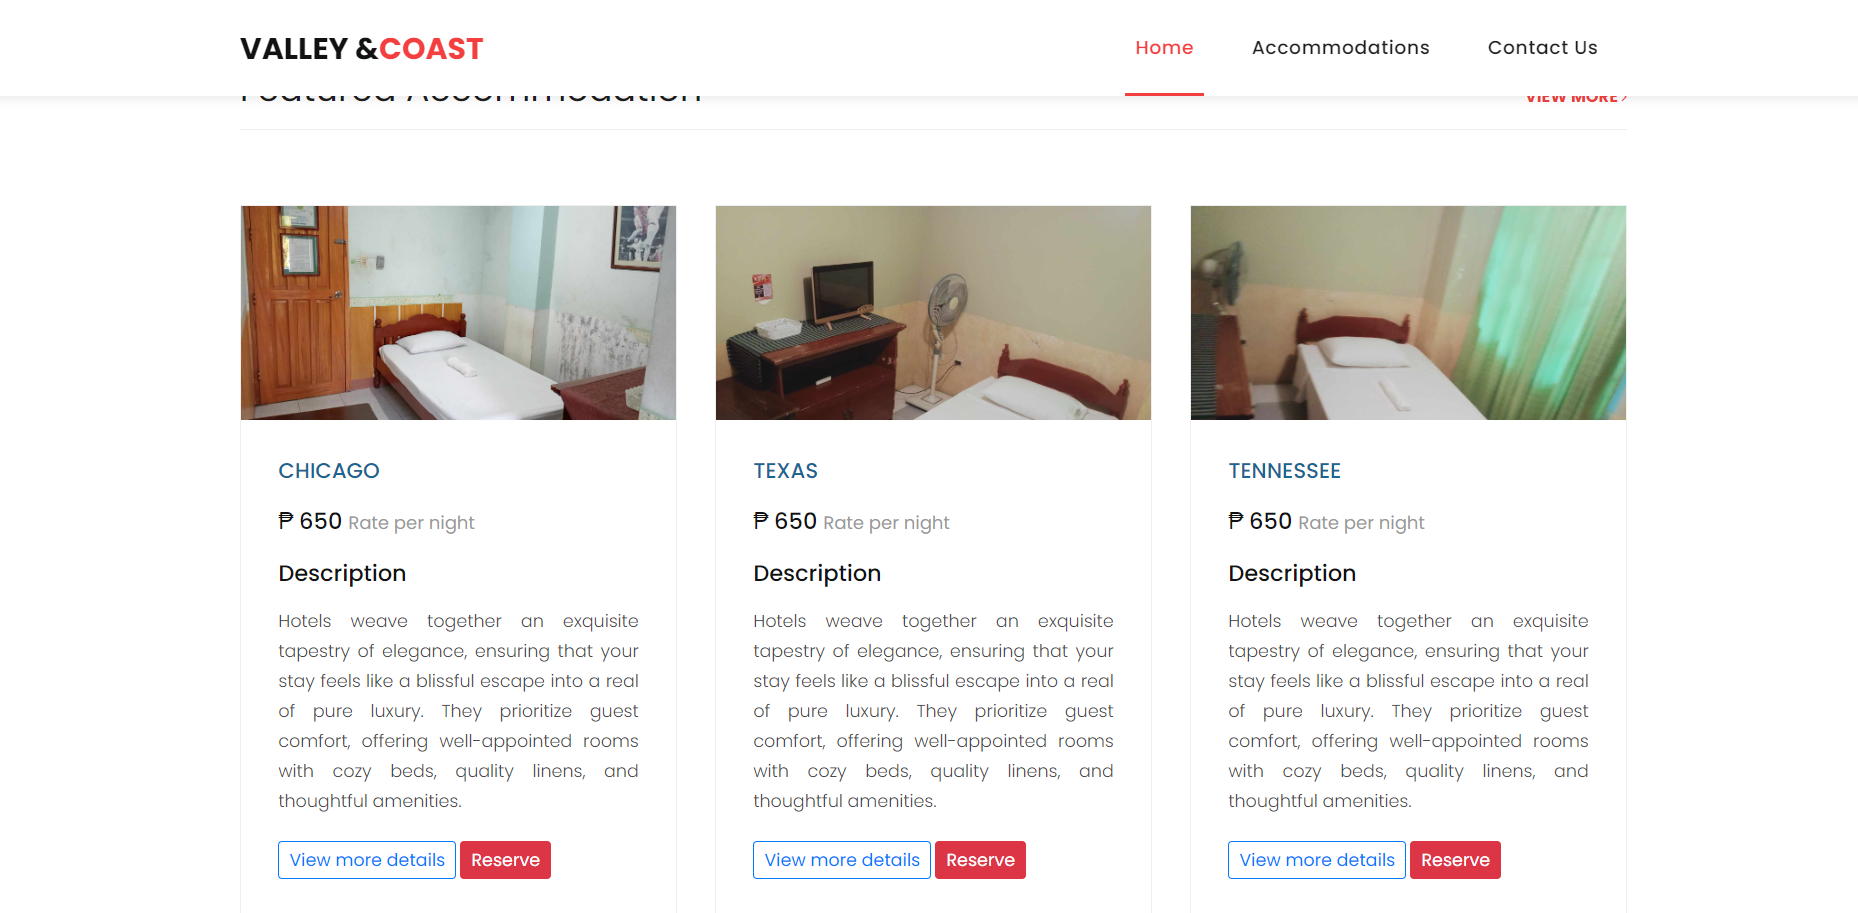 VALLEY &COAST
Home
Accommodations
Contact Us
Featured Accommodation
VIEW MORE
CHICAGO
₱ 650 Rate per night
Description
Hotels weave together an exquisite
tapestry of elegance, ensuring that your
stay feels like a blissful escape into a real
of pure luxury. They prioritize guest
comfort, offering well-appointed rooms
with cozy beds, quality linens, and
thoughtful amenities.
View more details
Reserve
TEXAS
₱ 650 Rate per night
Description
Hotels weave together an exquisite
tapestry of elegance, ensuring that your
stay feels like a blissful escape into a real
of pure luxury. They prioritize guest
comfort, offering well-appointed rooms
with cozy beds, quality linens, and
thoughtful amenities.
View more details
Reserve
TENNESSEE
₱ 650 Rate per night
Description
Hotels weave together an exquisite
tapestry of elegance, ensuring that your
stay feels like a blissful escape into a real
of pure luxury. They prioritize guest
comfort, offering well-appointed rooms
with cozy beds, quality linens, and
thoughtful amenities.
View more details
Reserve